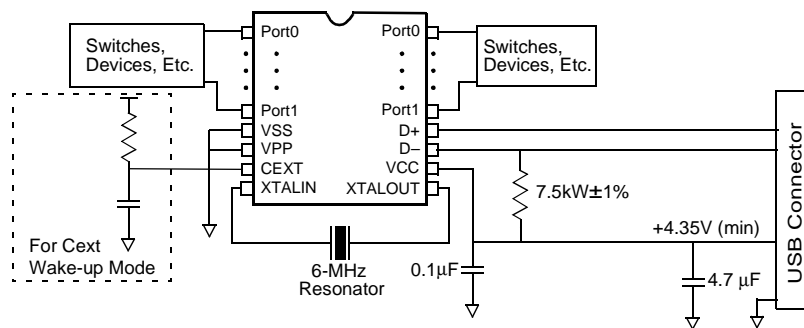 Switches,
Devices, Etc.
Port0
Port0
Switches,
Devices, Etc.
Port1
Port1
VSS
D+
VPP
D–
CEXT
VCC
XTALIN
XTALOUT
7.5kW±1%
+4.35V (min)
For Cext
Wake-up Mode
6-MHz
Resonator
0.1µF
4.7 µF
USB Connector